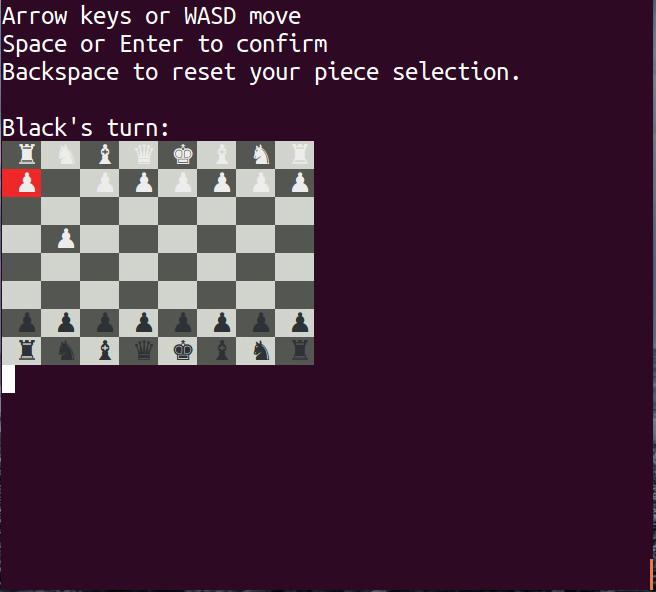 Arrow keys or WASD move
Space or Enter to confirm
Backspace to reset your piece selection.
Black's turn: